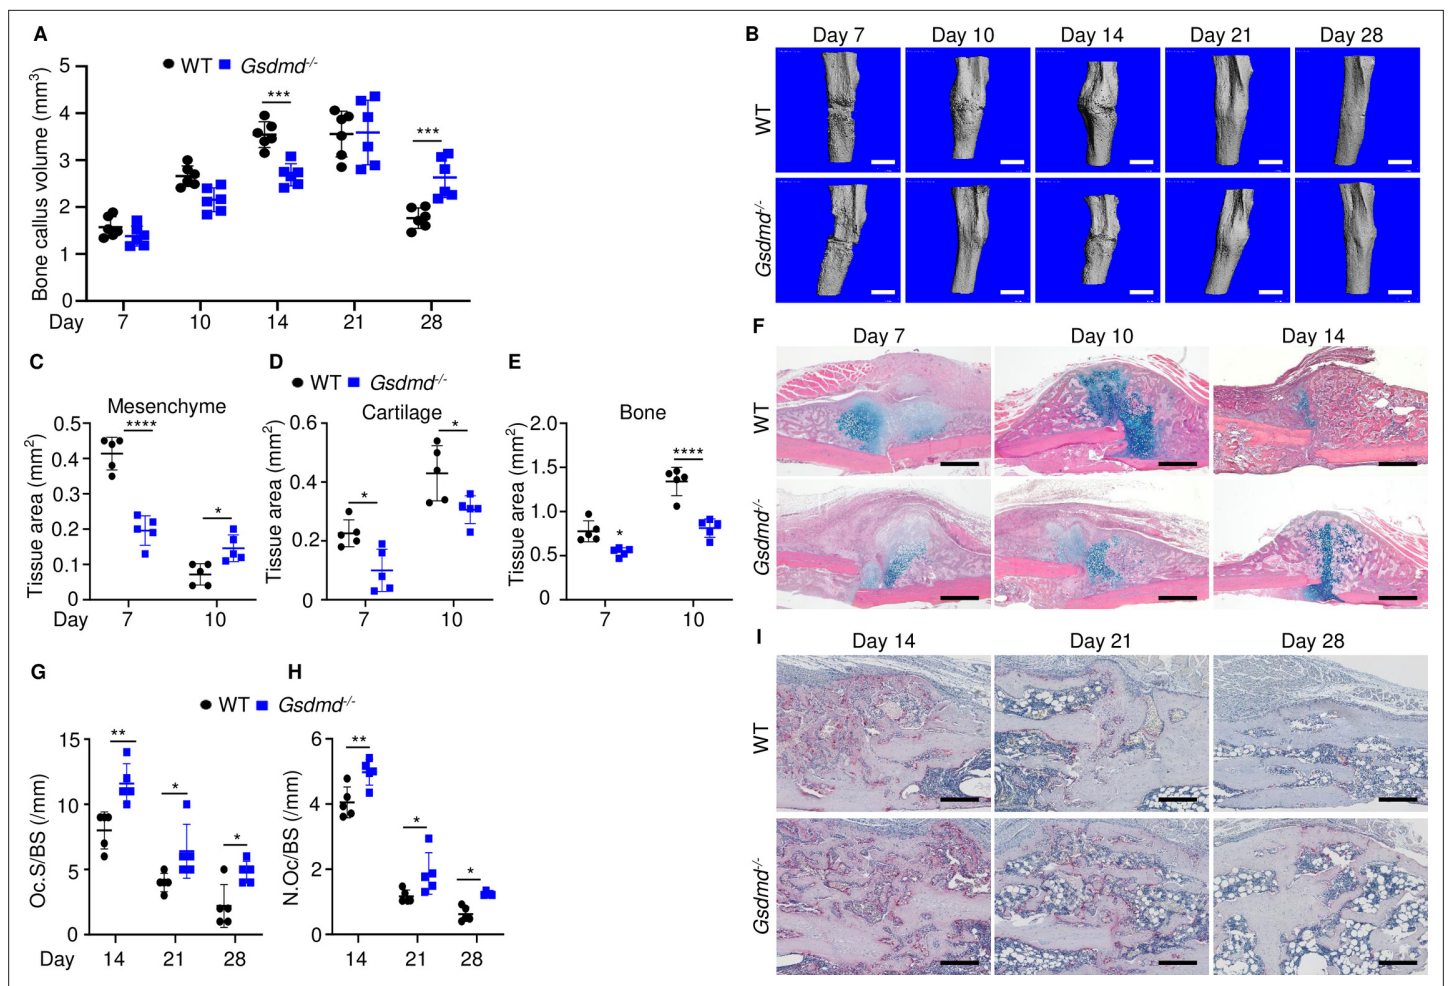 A
WT Gsdmd-/-
Bone callus volume (mm3)
5
4
3
2
1
0
***
***
Day 7 10 14 21 28
B
Day 7 Day 10 Day 14 Day 21 Day 28
WT
Gsdmd-/-
C D E
WT Gsdmd-/-
Mesenchyme
Tissue area (mm2)
0.5
0.4
0.3
0.2
0.1
0
****
*
Day 7 10
Cartilage
Tissue area (mm2)
0.6
0.4
0.2
0
*
*
7 10
Bone
Tissue area (mm2)
2.0
1.5
1.0
0.5
0
*
****
7 10
F
Day 7 Day 10 Day 14
WT
Gsdmd-/-
G H
WT Gsdmd-/-
Oc.S/BS (/mm)
15
10
5
0
**
*
*
Day 14 21 28
N.Oc/BS (/mm)
6
4
2
0
**
*
*
14 21 28
I
Day 14 Day 21 Day 28
WT
Gsdmd-/-